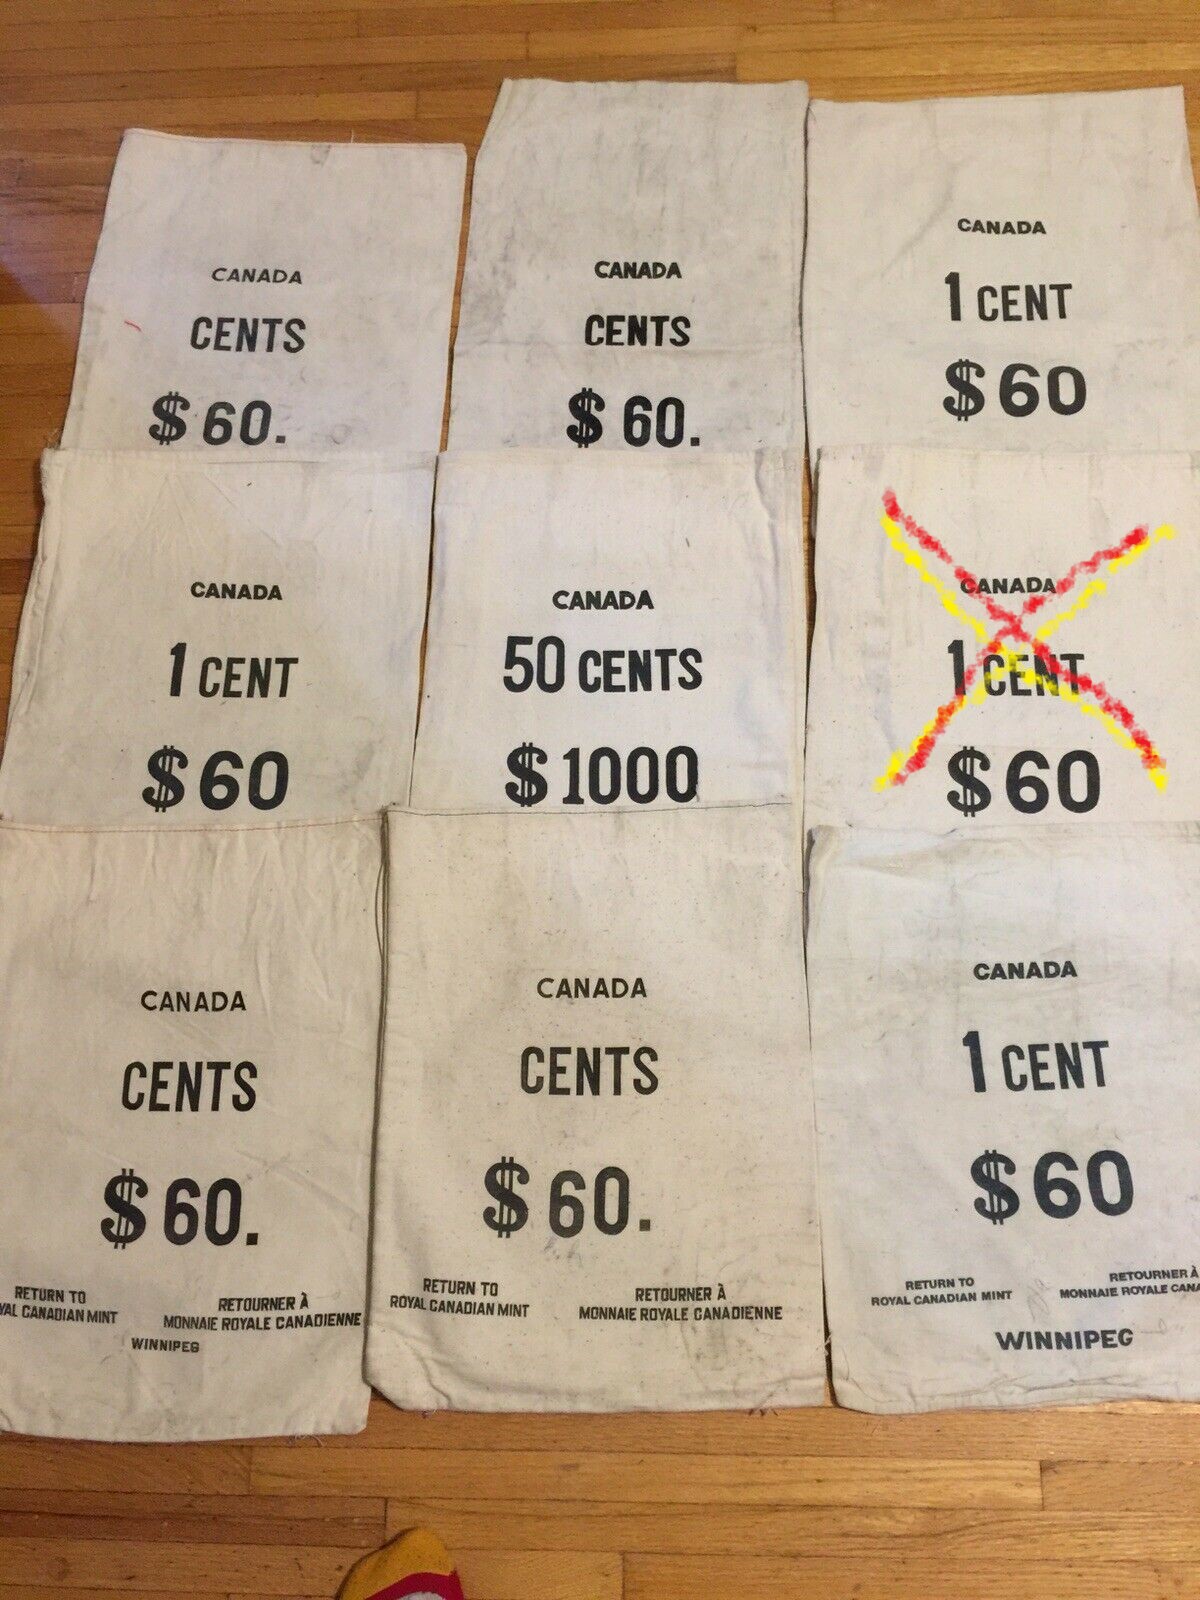 CANADA
CENTS
$ 60.
CANADA
CENTS
$ 60.
CANADA
1 CENT
$ 60
CANADA
1 CENT
$ 60
CANADA
50 CENTS
$ 1000
CANADA
1 CENT
$ 60
CANADA
CENTS
$ 60.
RETURN TO
YAL CANADIAN MINT
RETOURNER À
MONNAIE ROYALE CANADIENNE
WINNIPEG
CANADA
CENTS
$ 60.
RETURN TO
ROYAL CANADIAN MINT
RETOURNER À
MONNAIE ROYALE CANADIENNE
CANADA
1 CENT
$ 60
RETURN TO
ROYAL CANADIAN MINT
RETOURNER À
MONNAIE ROYALE CANA
WINNIPEG